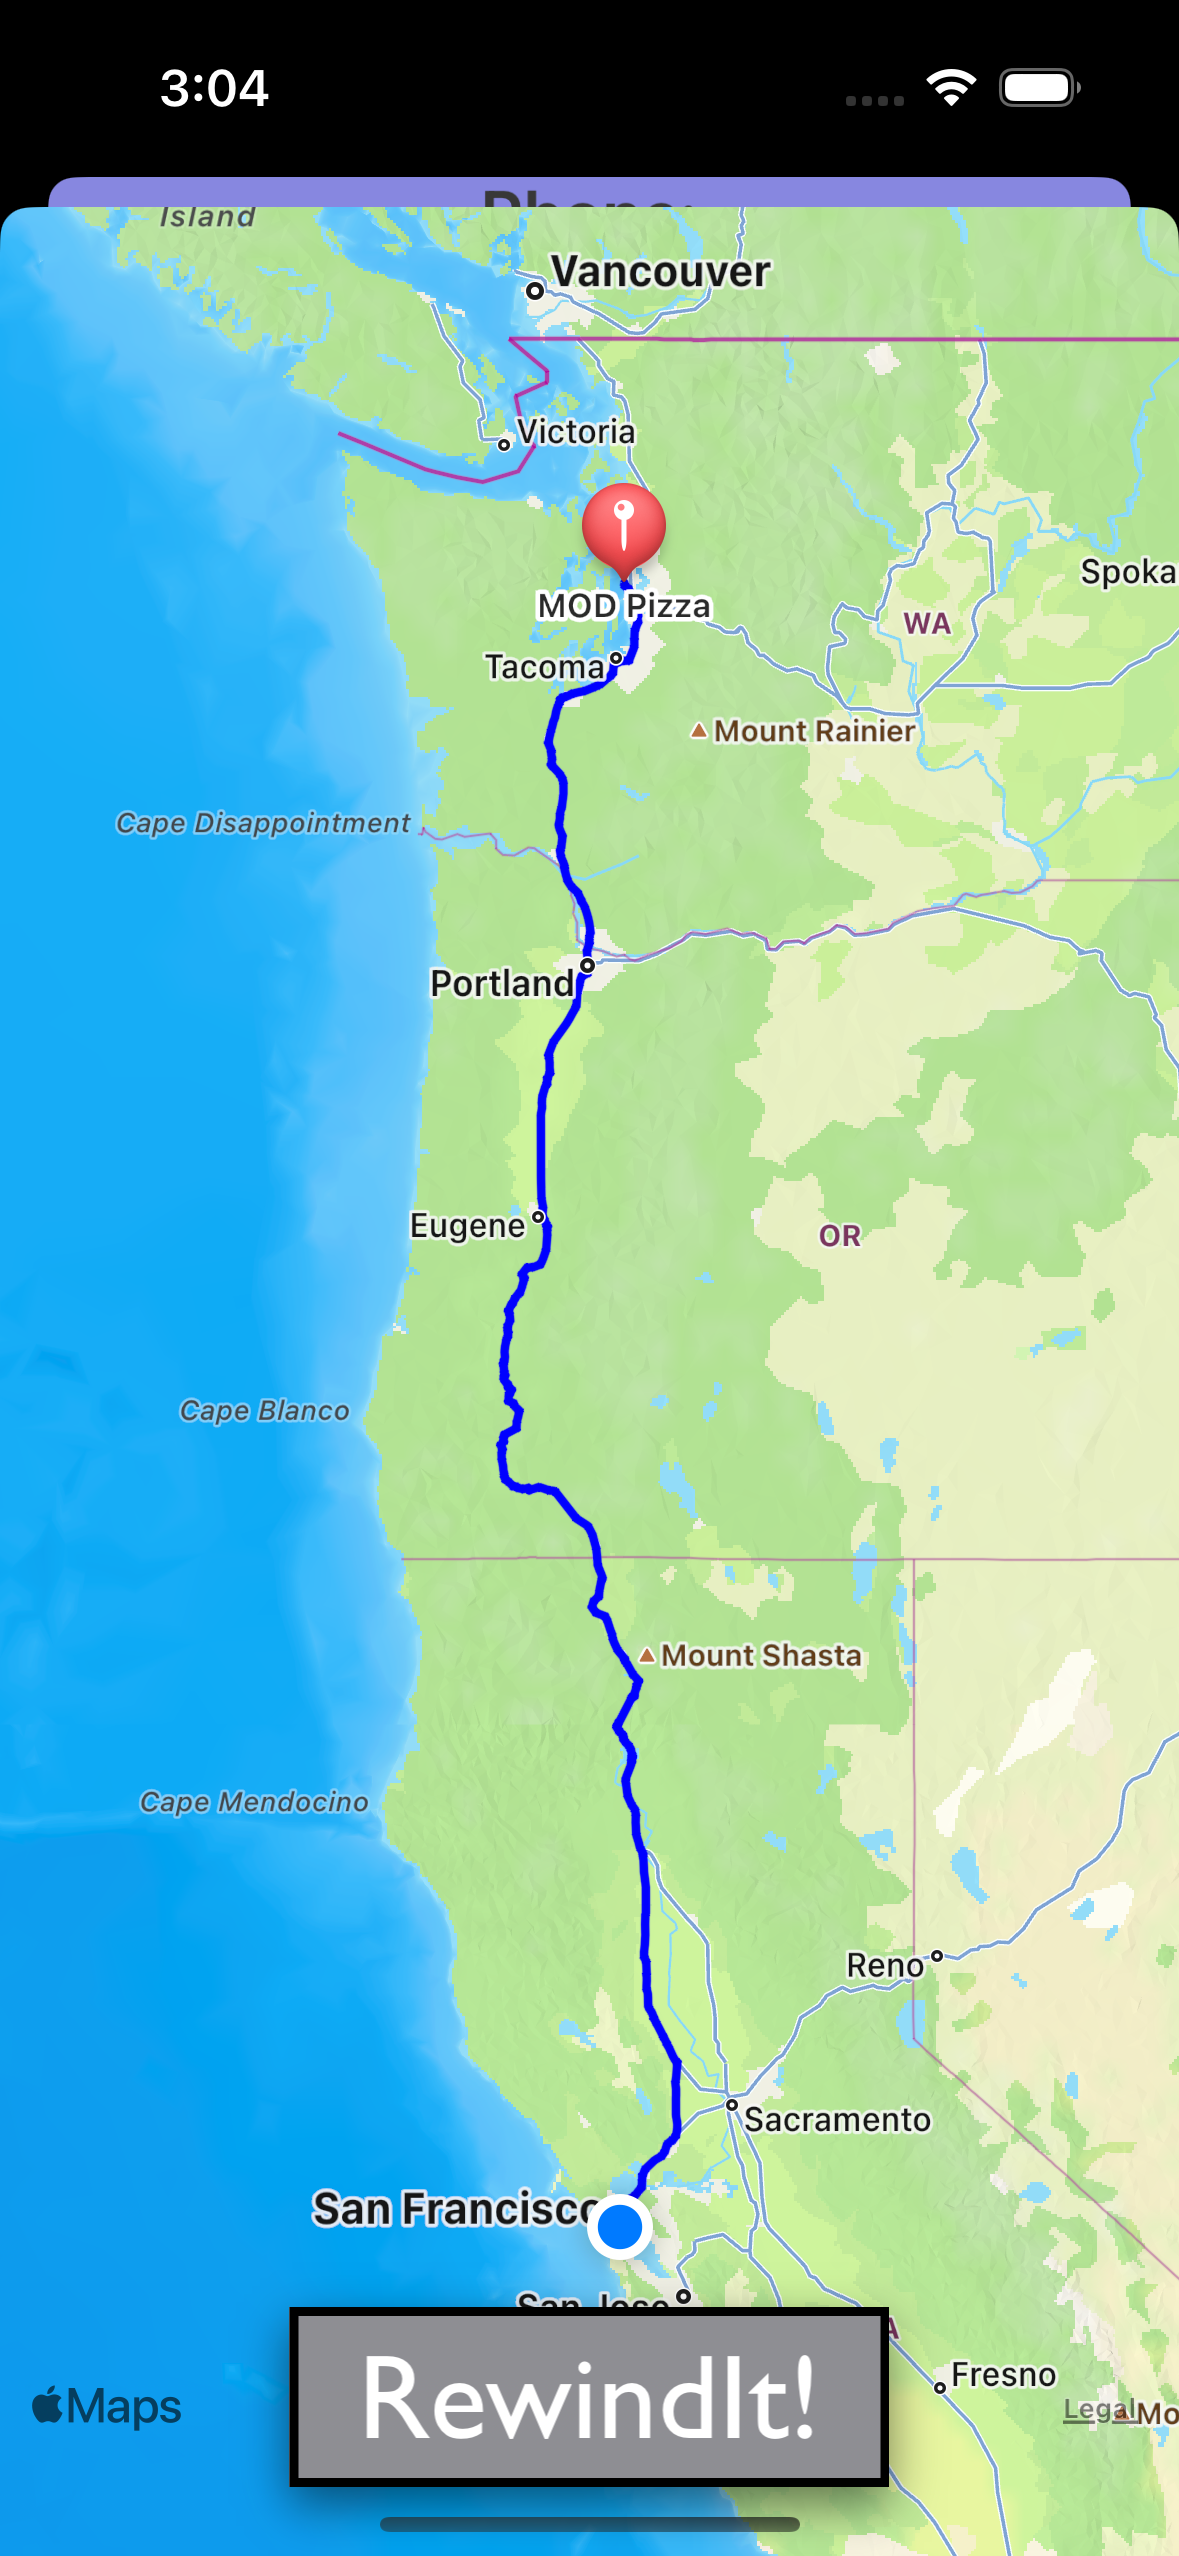 3:04
Phone:
Island
Vancouver
Victoria
MOD Pizza
Spoka
WA
Tacoma
Mount Rainier
Cape Disappointment
Portland
Eugene
OR
Cape Blanco
Mount Shasta
Cape Mendocino
Reno
Sacramento
San Francisco
San Jose
A
RewindIt!
Fresno
Maps
Legal
Mo